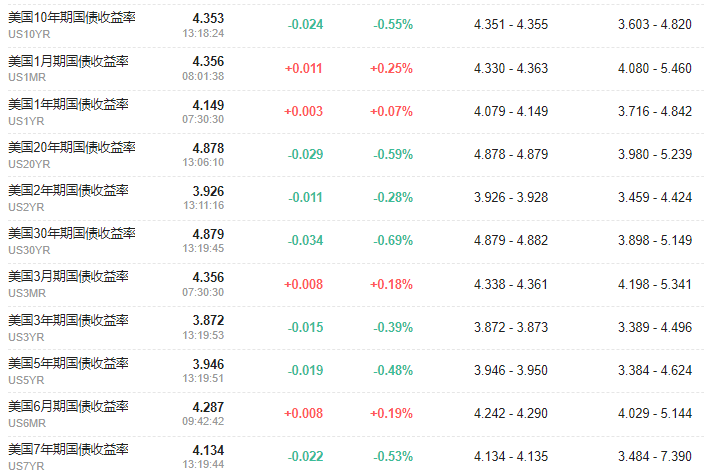 美国10年期国债收益率 4.353 -0.024 -0.55% 4.351 - 4.355 3.603 - 4.820
US10YR 13:18:24
美国1月期国债收益率 4.356 +0.011 +0.25% 4.330 - 4.363 4.080 - 5.460
US1MR 08:01:38
美国1年期国债收益率 4.149 +0.003 +0.07% 4.079 - 4.149 3.716 - 4.842
US1YR 07:30:30
美国20年期国债收益率 4.878 -0.029 -0.59% 4.878 - 4.879 3.980 - 5.239
US20YR 13:06:10
美国2年期国债收益率 3.926 -0.011 -0.28% 3.926 - 3.928 3.459 - 4.424
US2YR 13:11:16
美国30年期国债收益率 4.879 -0.034 -0.69% 4.879 - 4.882 3.898 - 5.149
US30YR 13:19:45
美国3月期国债收益率 4.356 +0.008 +0.18% 4.338 - 4.361 4.198 - 5.341
US3MR 07:30:30
美国3年期国债收益率 3.872 -0.015 -0.39% 3.872 - 3.873 3.389 - 4.496
US3YR 13:19:53
美国5年期国债收益率 3.946 -0.019 -0.48% 3.946 - 3.950 3.384 - 4.624
US5YR 13:19:51
美国6月期国债收益率 4.287 +0.008 +0.19% 4.242 - 4.290 4.029 - 5.144
US6MR 09:42:42
美国7年期国债收益率 4.134 -0.022 -0.53% 4.134 - 4.135 3.484 - 7.390
US7YR 13:19:44